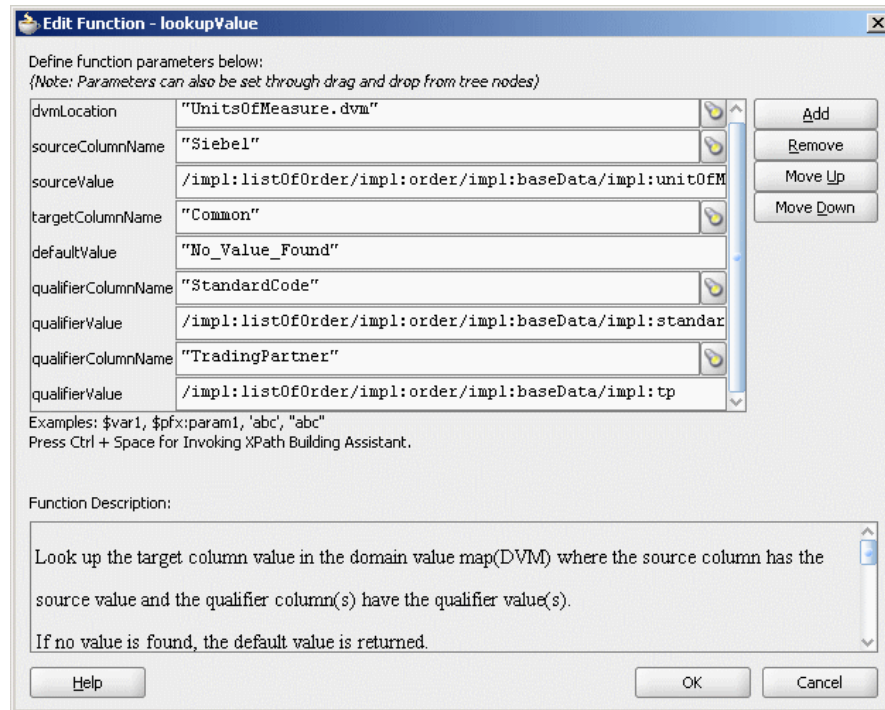 Edit Function - lookupValue
Define function parameters below:
(Note: Parameters can also be set through drag and drop from tree nodes)
dvmLocation "UnitsOfMeasure.dvm" Add
sourceColumnName "Siebel" Remove
sourceValue /impl:listOfOrder/impl:order/impl:baseData/impl:unitOfM Move Up
targetColumnName "Common" Move Down
defaultValue "No_Value_Found"
qualifierColumnName "StandardCode"
qualifierValue /impl:listOfOrder/impl:order/impl:baseData/impl:standar
qualifierColumnName "TradingPartner"
qualifierValue /impl:listOfOrder/impl:order/impl:baseData/impl:tp
Examples: $var1, $pfx:param1, 'abc', "abc"
Press Ctrl + Space for Invoking XPath Building Assistant.
Function Description:
Look up the target column value in the domain value map(DVM) where the source column has the
source value and the qualifier column(s) have the qualifier value(s).
If no value is found, the default value is returned.
Help OK Cancel